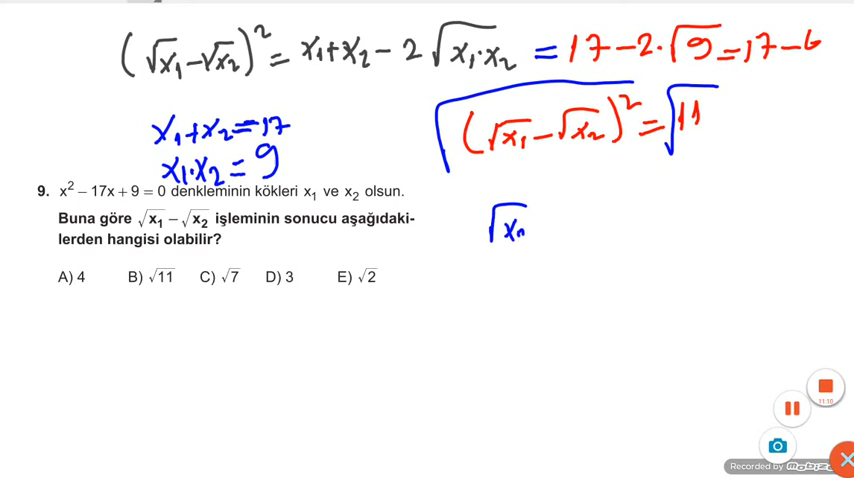 (√x₁ − √x₂)² = x₁ + x₂ − 2√x₁·x₂ = 17 − 2·√9 = 17 − 6
x₁ + x₂ = 17
√(√x₁ − √x₂)² = √11
x₁·x₂ = 9
9. x² − 17x + 9 = 0 denkleminin kökleri x₁ ve x₂ olsun.
Buna göre √x₁ − √x₂ işleminin sonucu aşağıdaki-
lerden hangisi olabilir?
√x₁
A) 4 B) √11 C) √7 D) 3 E) √2
11:10
Recorded by